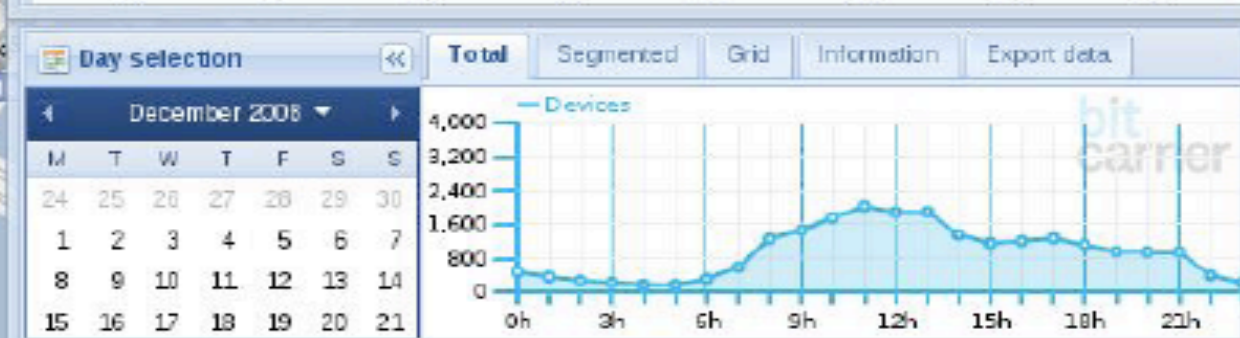 Day selection
Total Segmented Grid Information Export data
December 2008
M T W T F S S
24 25 26 27 28 29 30
1 2 3 4 5 6 7
8 9 10 11 12 13 14
15 16 17 18 19 20 21
Devices
bit
carrier
4,000
3,200
2,400
1,600
800
0
0h 3h 6h 9h 12h 15h 18h 21h